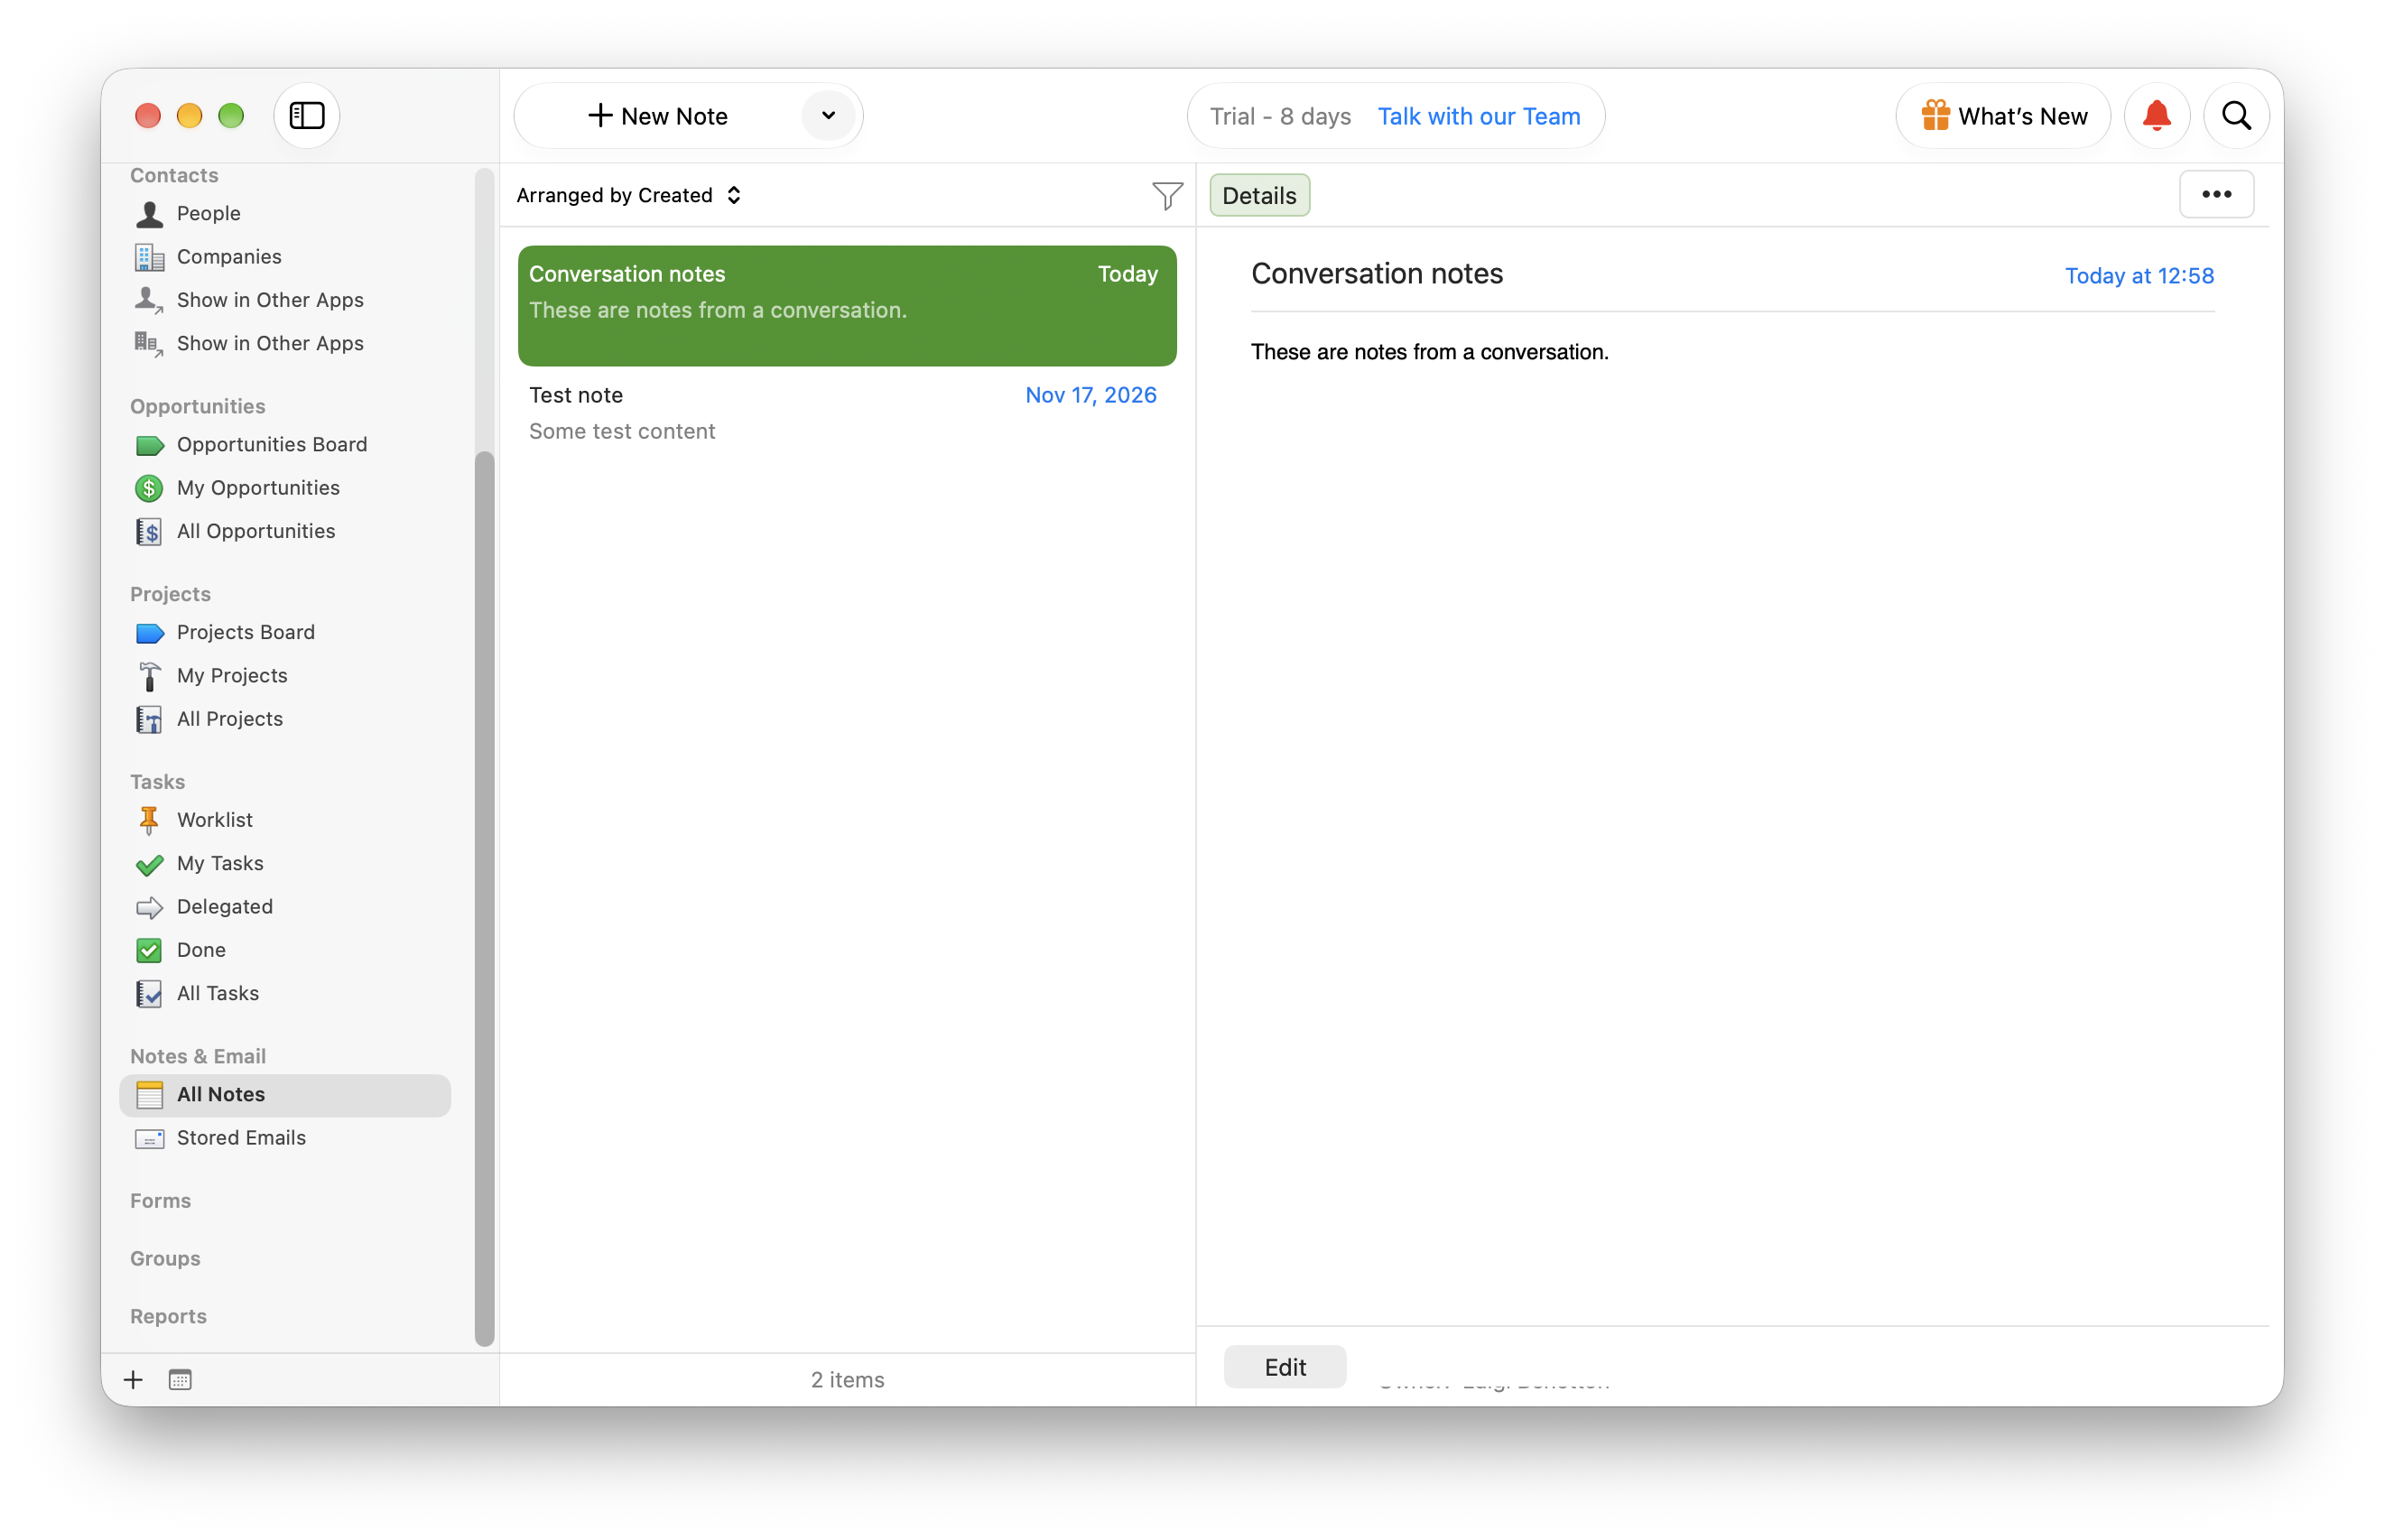 New Note
Trial - 8 days Talk with our Team
What's New
Contacts
People
Companies
Show in Other Apps
Show in Other Apps
Opportunities
Opportunities Board
My Opportunities
All Opportunities
Projects
Projects Board
My Projects
All Projects
Tasks
Worklist
My Tasks
Delegated
Done
All Tasks
Notes & Email
All Notes
Stored Emails
Forms
Groups
Reports
Arranged by Created
Conversation notes Today
These are notes from a conversation.
Test note Nov 17, 2026
Some test content
2 items
Details
Conversation notes Today at 12:58
These are notes from a conversation.
Edit